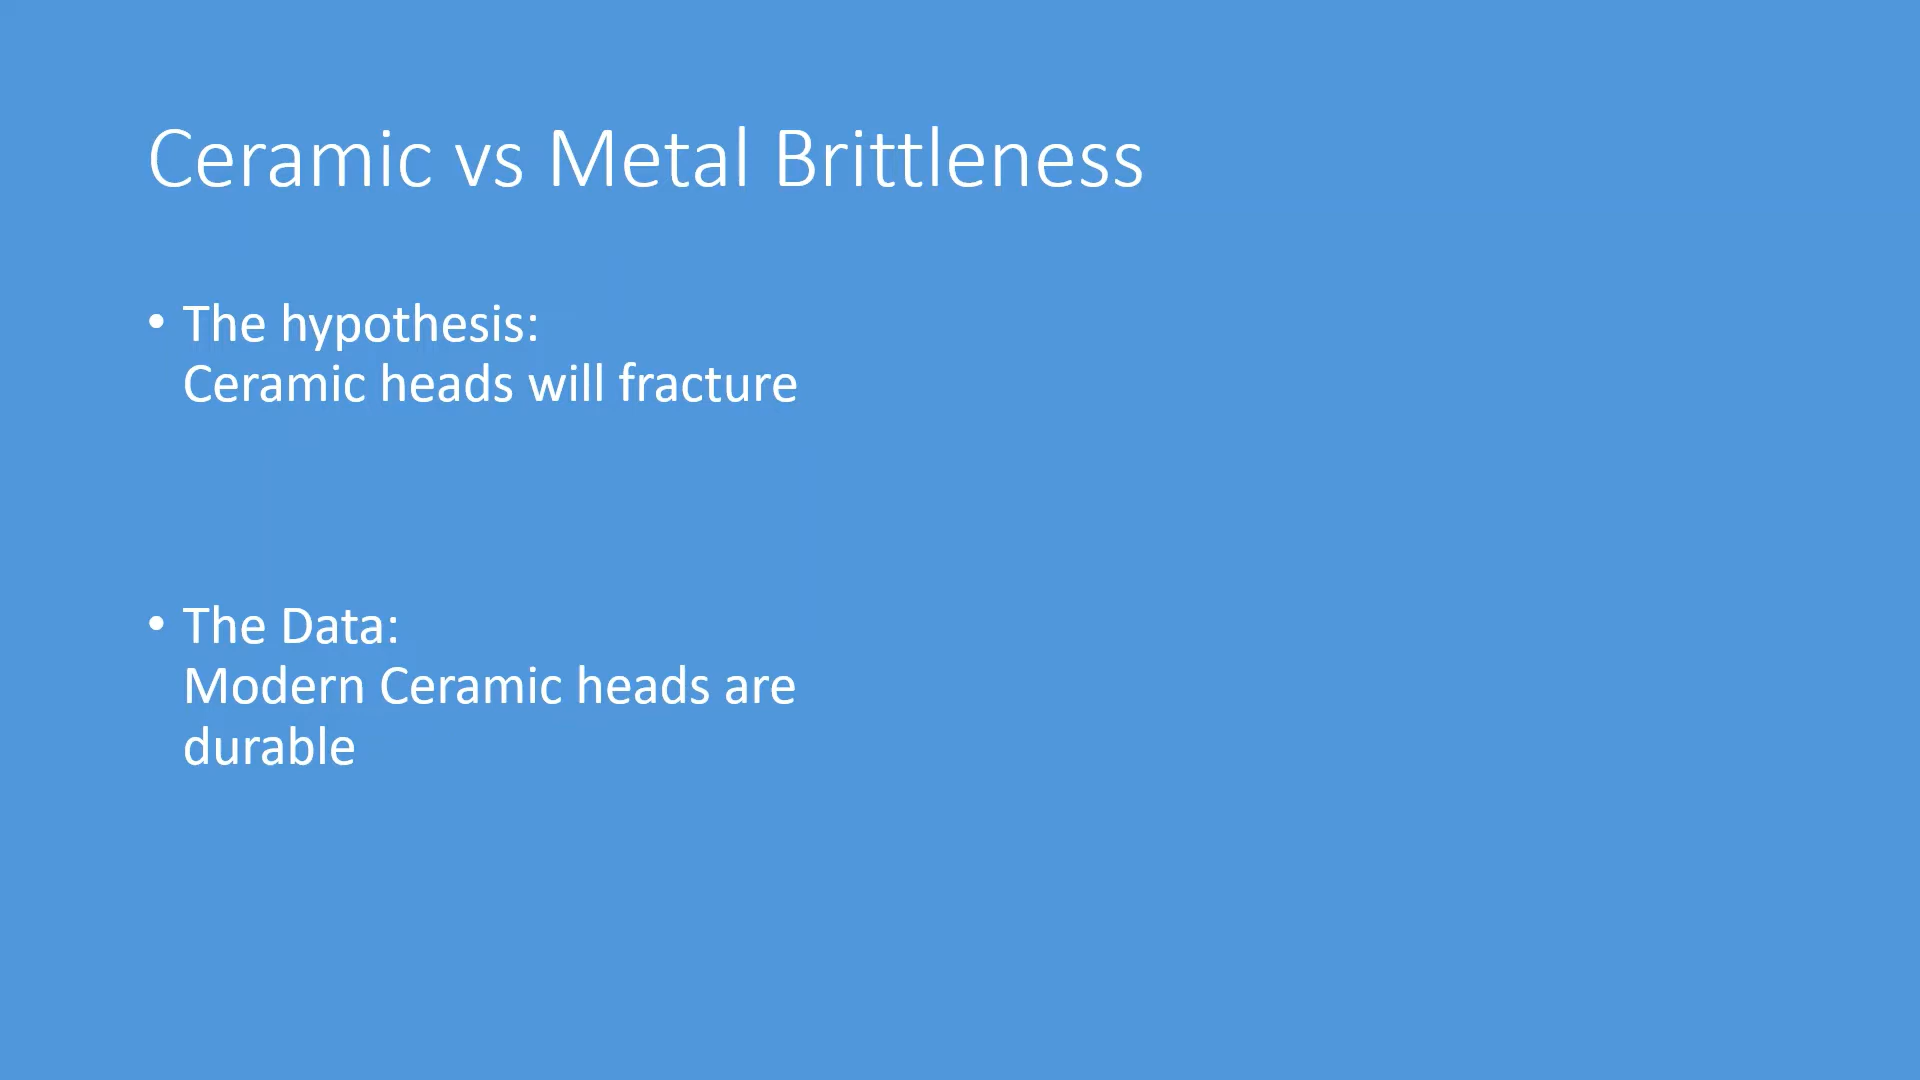 Ceramic vs Metal Brittleness
• The hypothesis:
Ceramic heads will fracture
• The Data:
Modern Ceramic heads are
durable